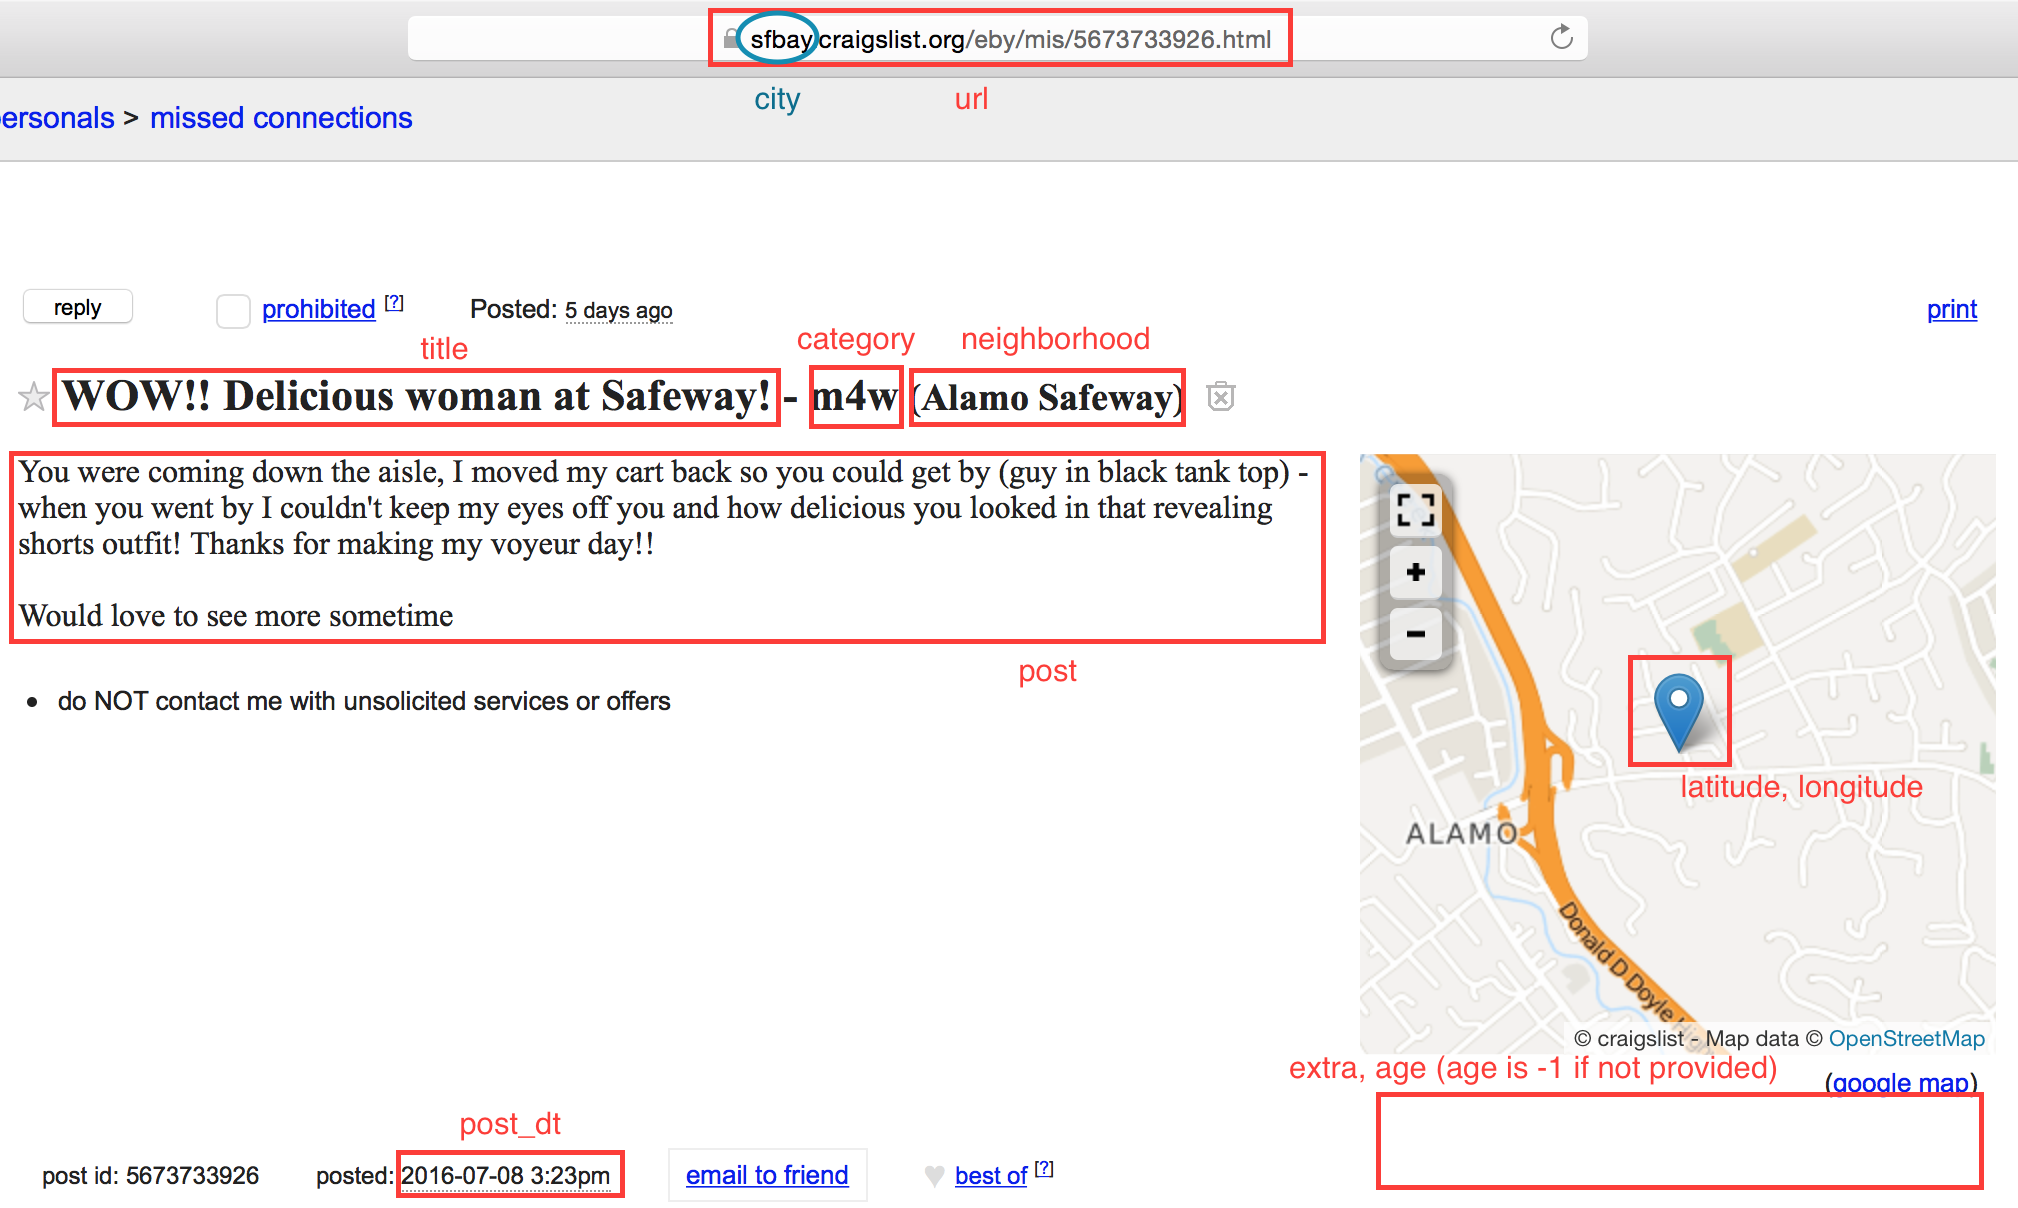 sfbay.craigslist.org/eby/mis/5673733926.html
city
url
ersonals > missed connections
reply
prohibited [?]
Posted: 5 days ago
print
title
category
neighborhood
WOW!! Delicious woman at Safeway! - m4w (Alamo Safeway)
You were coming down the aisle, I moved my cart back so you could get by (guy in black tank top) -
when you went by I couldn't keep my eyes off you and how delicious you looked in that revealing
shorts outfit! Thanks for making my voyeur day!!
Would love to see more sometime
post
• do NOT contact me with unsolicited services or offers
+
−
latitude, longitude
ALAMO
Donald D Doyle High
© craigslist - Map data © OpenStreetMap
extra, age (age is -1 if not provided)
(google map)
post_dt
post id: 5673733926
posted: 2016-07-08 3:23pm
email to friend
best of [?]